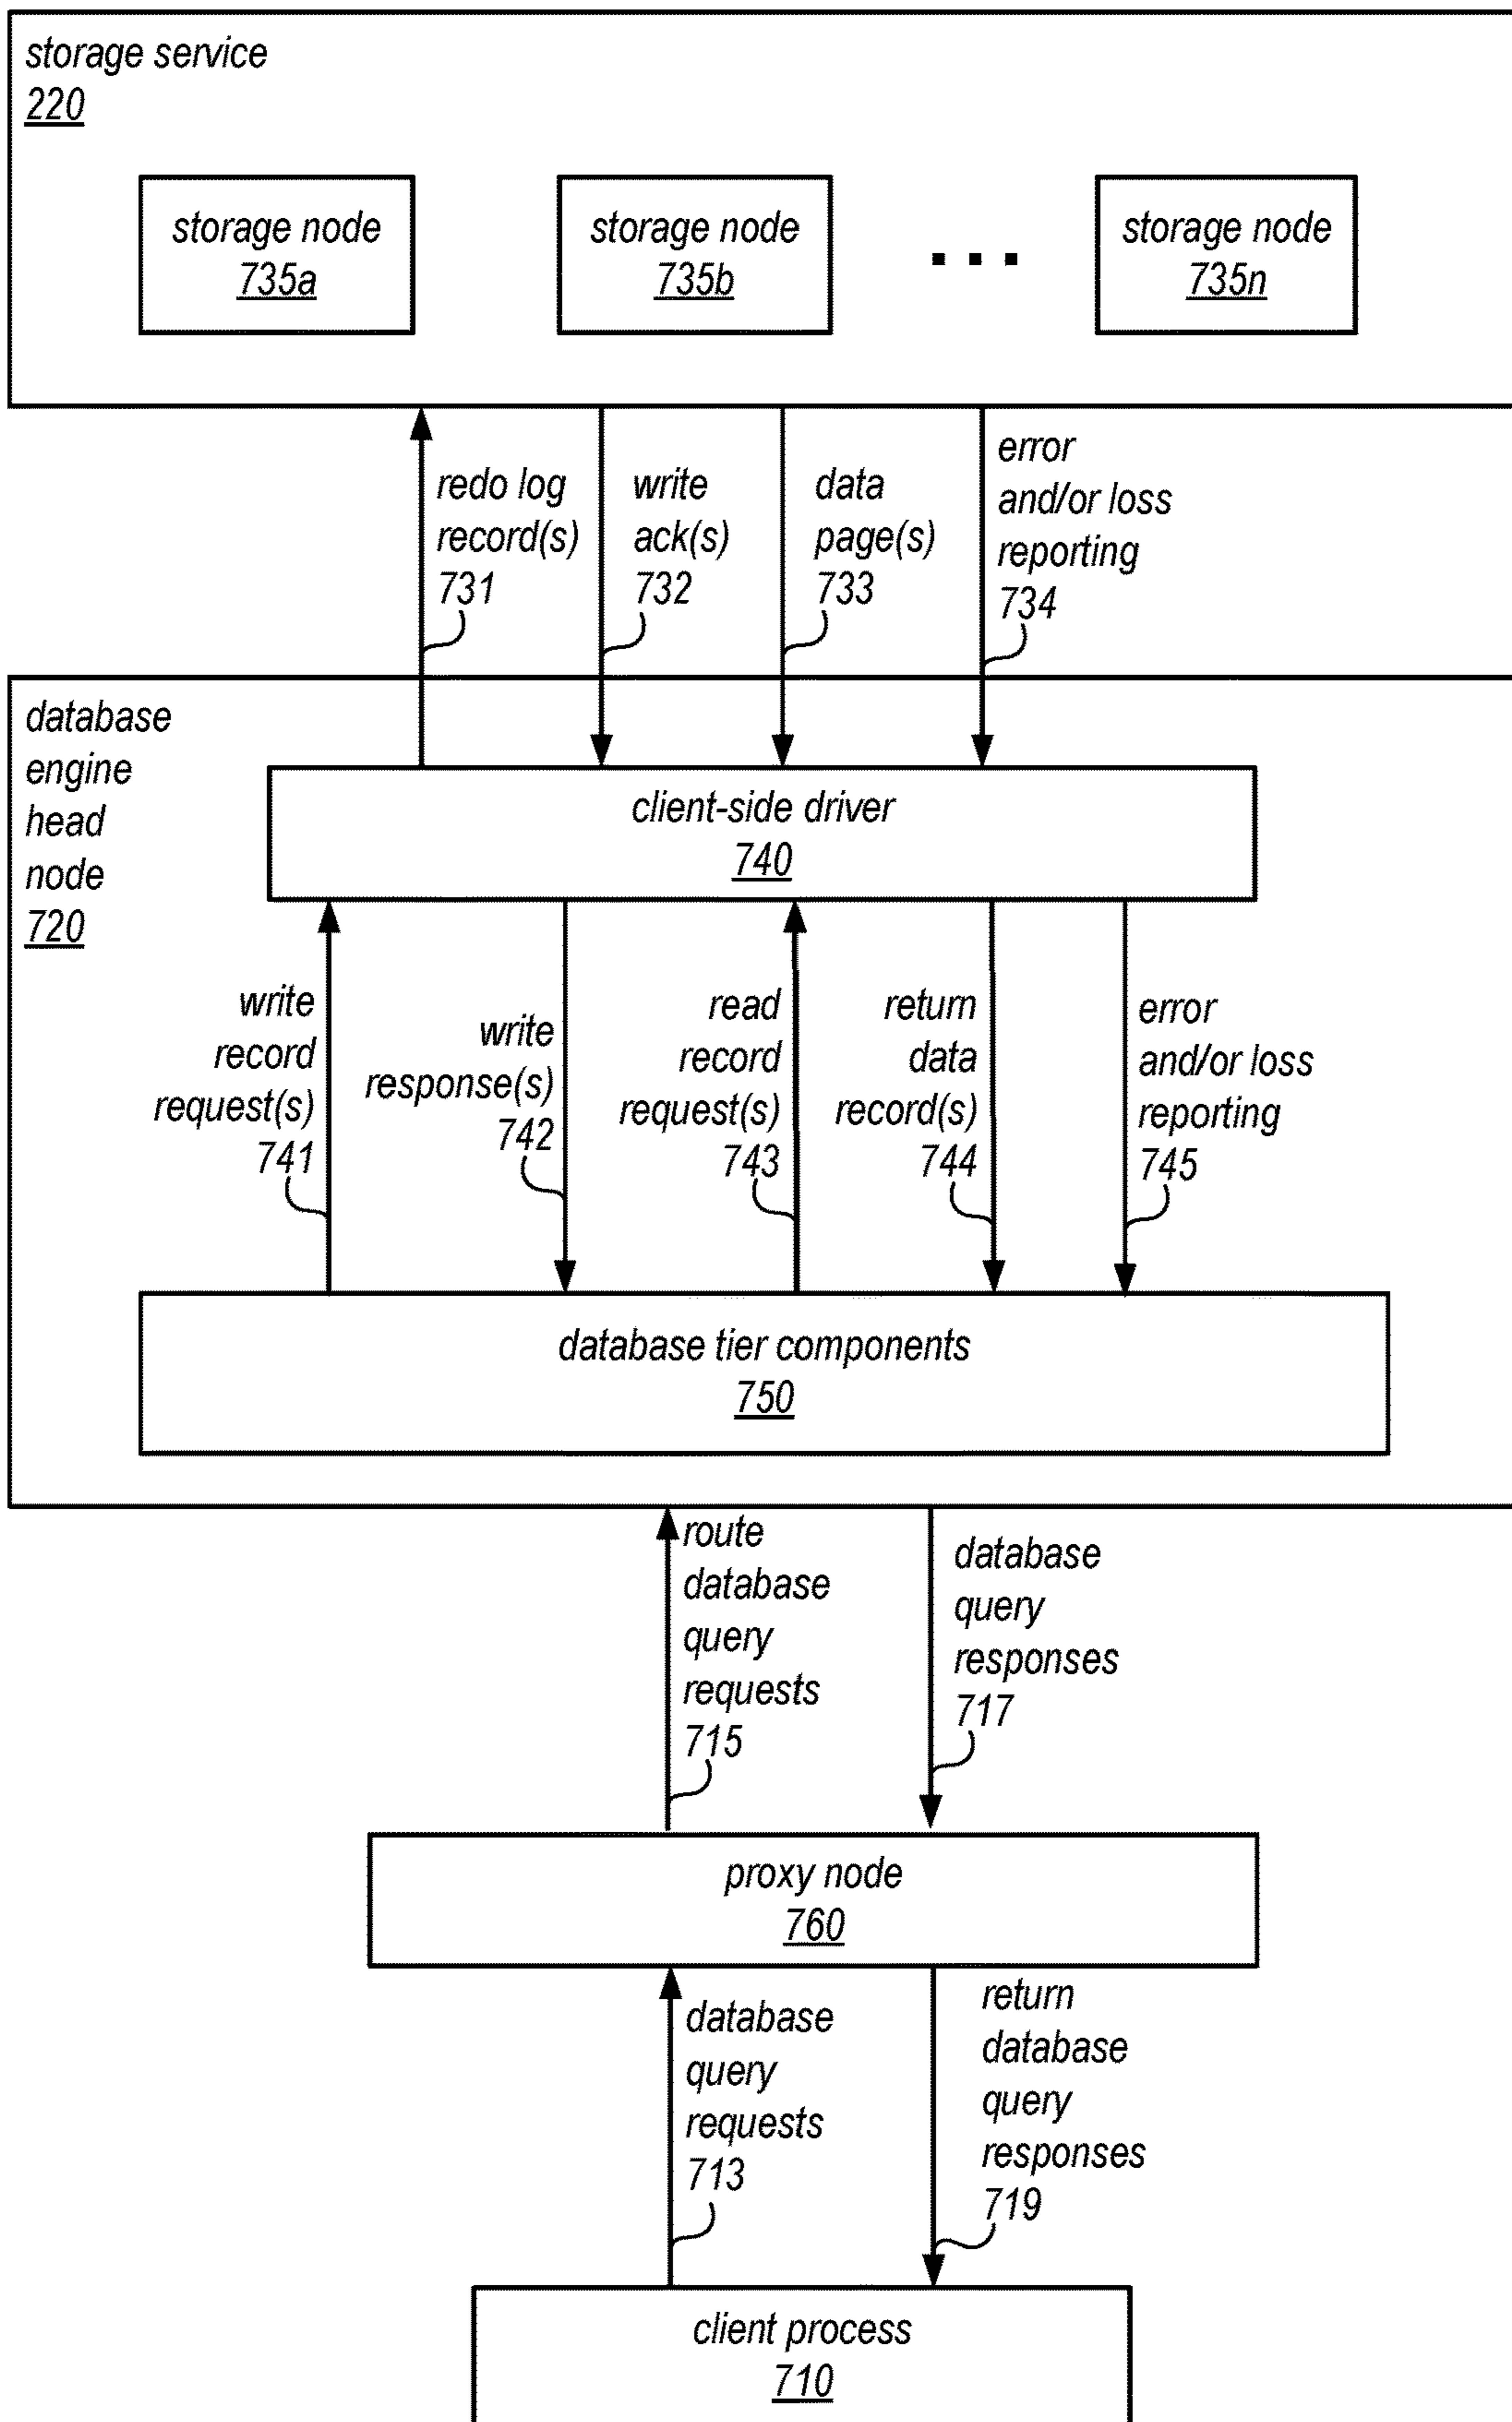 storage service
220
storage node
735a
storage node
735b
storage node
735n
redo log
record(s)
731
write
ack(s)
732
data
page(s)
733
error
and/or loss
reporting
734
database
engine
head
node
720
client-side driver
740
write
record
request(s)
741
write
response(s)
742
read
record
request(s)
743
return
data
record(s)
744
error
and/or loss
reporting
745
database tier components
750
route
database
query
requests
715
database
query
responses
717
proxy node
760
database
query
requests
713
return
database
query
responses
719
client process
710